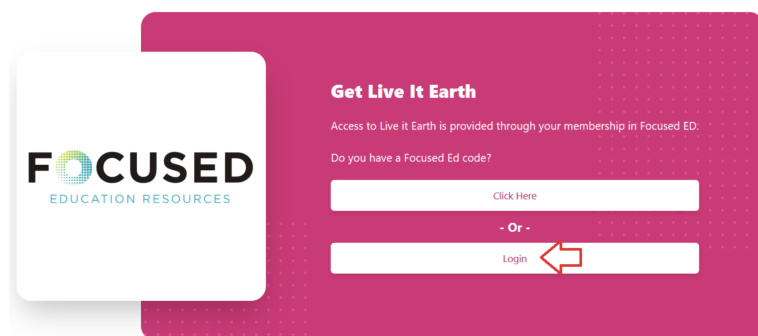 FOCUSED
EDUCATION RESOURCES
Get Live It Earth
Access to Live it Earth is provided through your membership in Focused ED.
Do you have a Focused Ed code?
Click Here
- Or -
Login